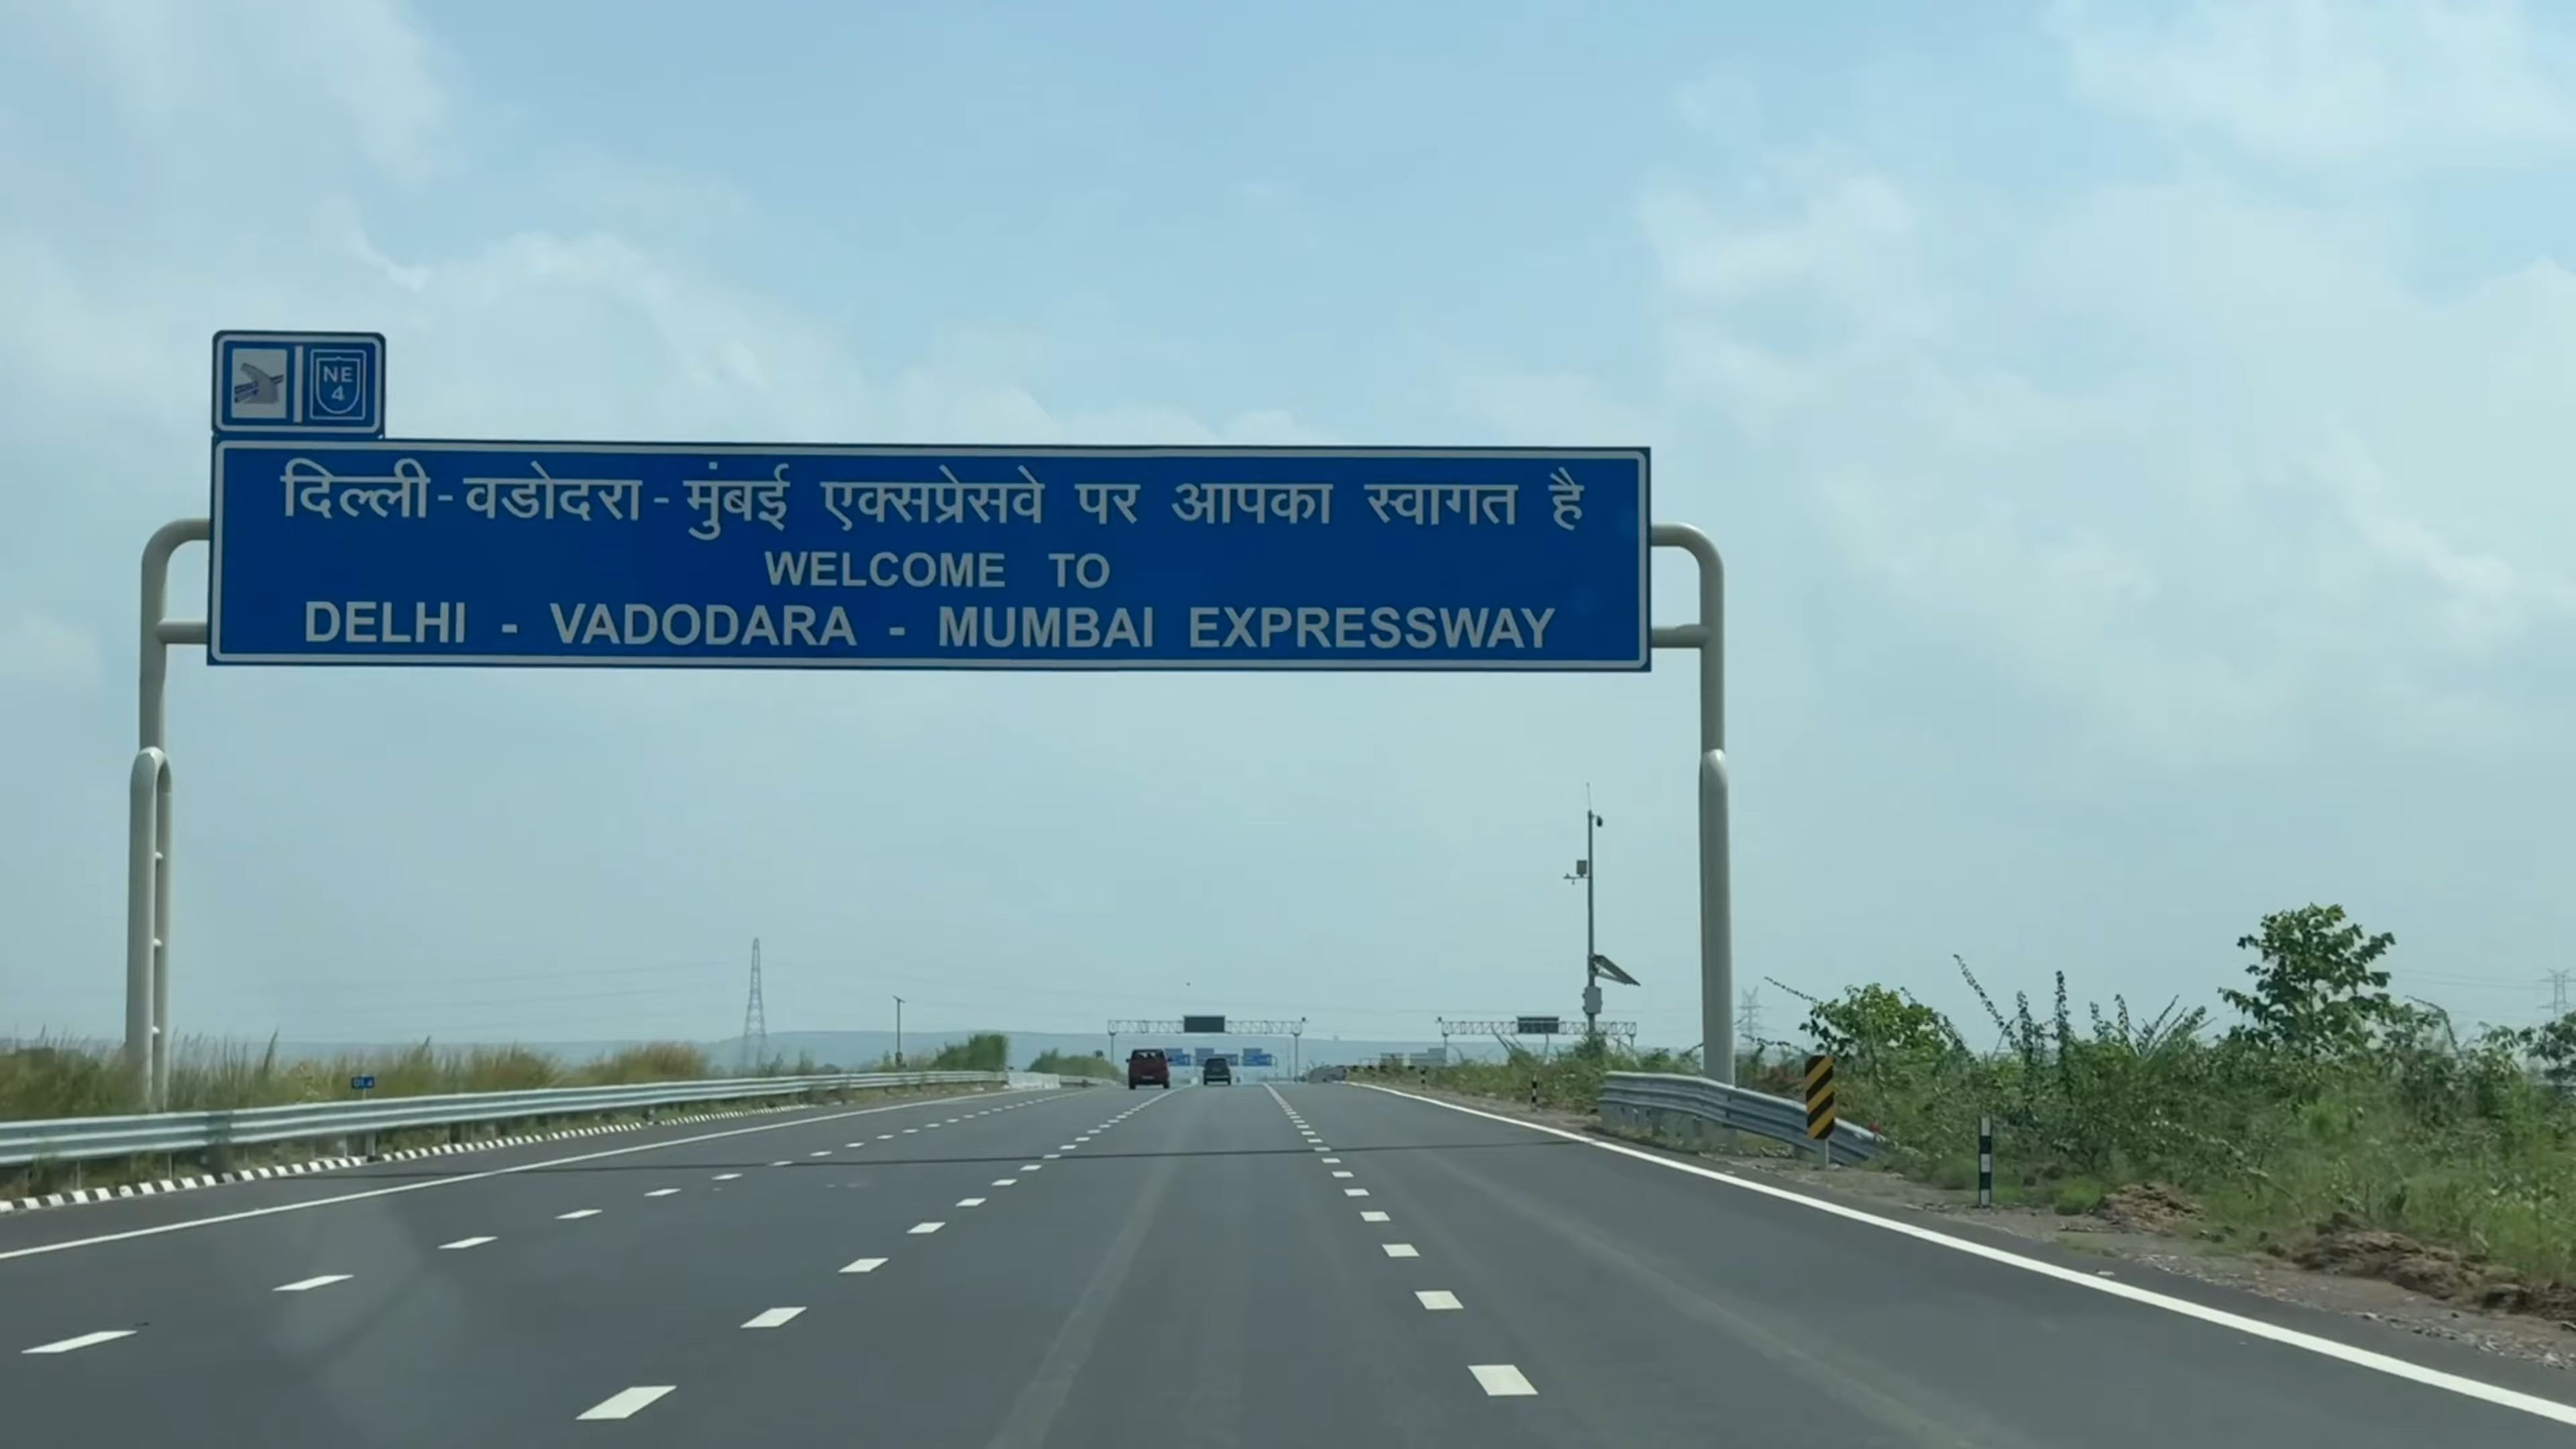 NE
4
दिल्ली - वडोदरा - मुंबई एक्सप्रेसवे पर आपका स्वागत है
WELCOME TO
DELHI - VADODARA - MUMBAI EXPRESSWAY